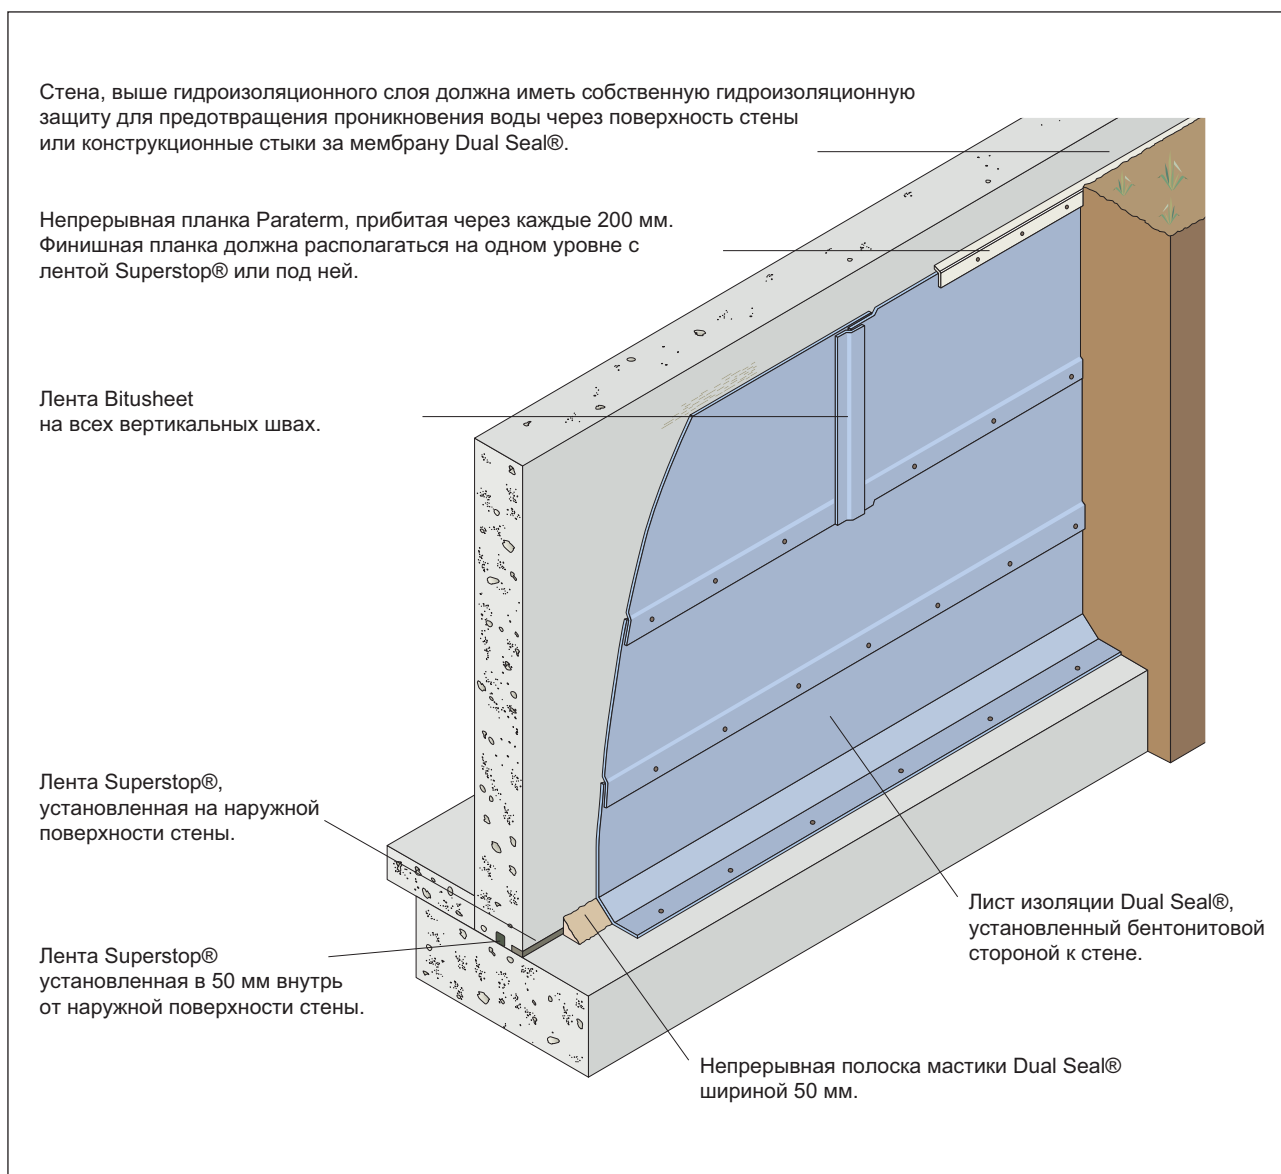 Стена, выше гидроизоляционного слоя должна иметь собственную гидроизоляционную
защиту для предотвращения проникновения воды через поверхность стены
или конструкционные стыки за мембрану Dual Seal®.
Непрерывная планка Paraterm, прибитая через каждые 200 мм.
Финишная планка должна располагаться на одном уровне с
лентой Superstop® или под ней.
Лента Bitusheet
на всех вертикальных швах.
Лента Superstop®,
установленная на наружной
поверхности стены.
Лист изоляции Dual Seal®,
установленный бентонитовой
стороной к стене.
Лента Superstop®
установленная в 50 мм внутрь
от наружной поверхности стены.
Непрерывная полоска мастики Dual Seal®
шириной 50 мм.